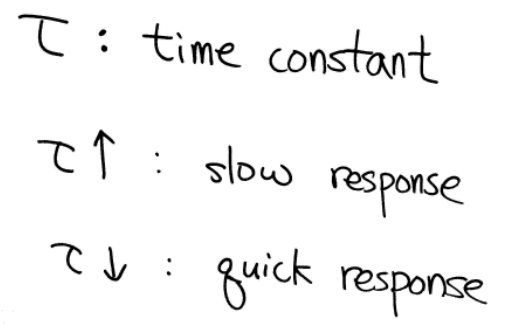 τ : time constant
τ↑ : slow response
τ↓ : quick response